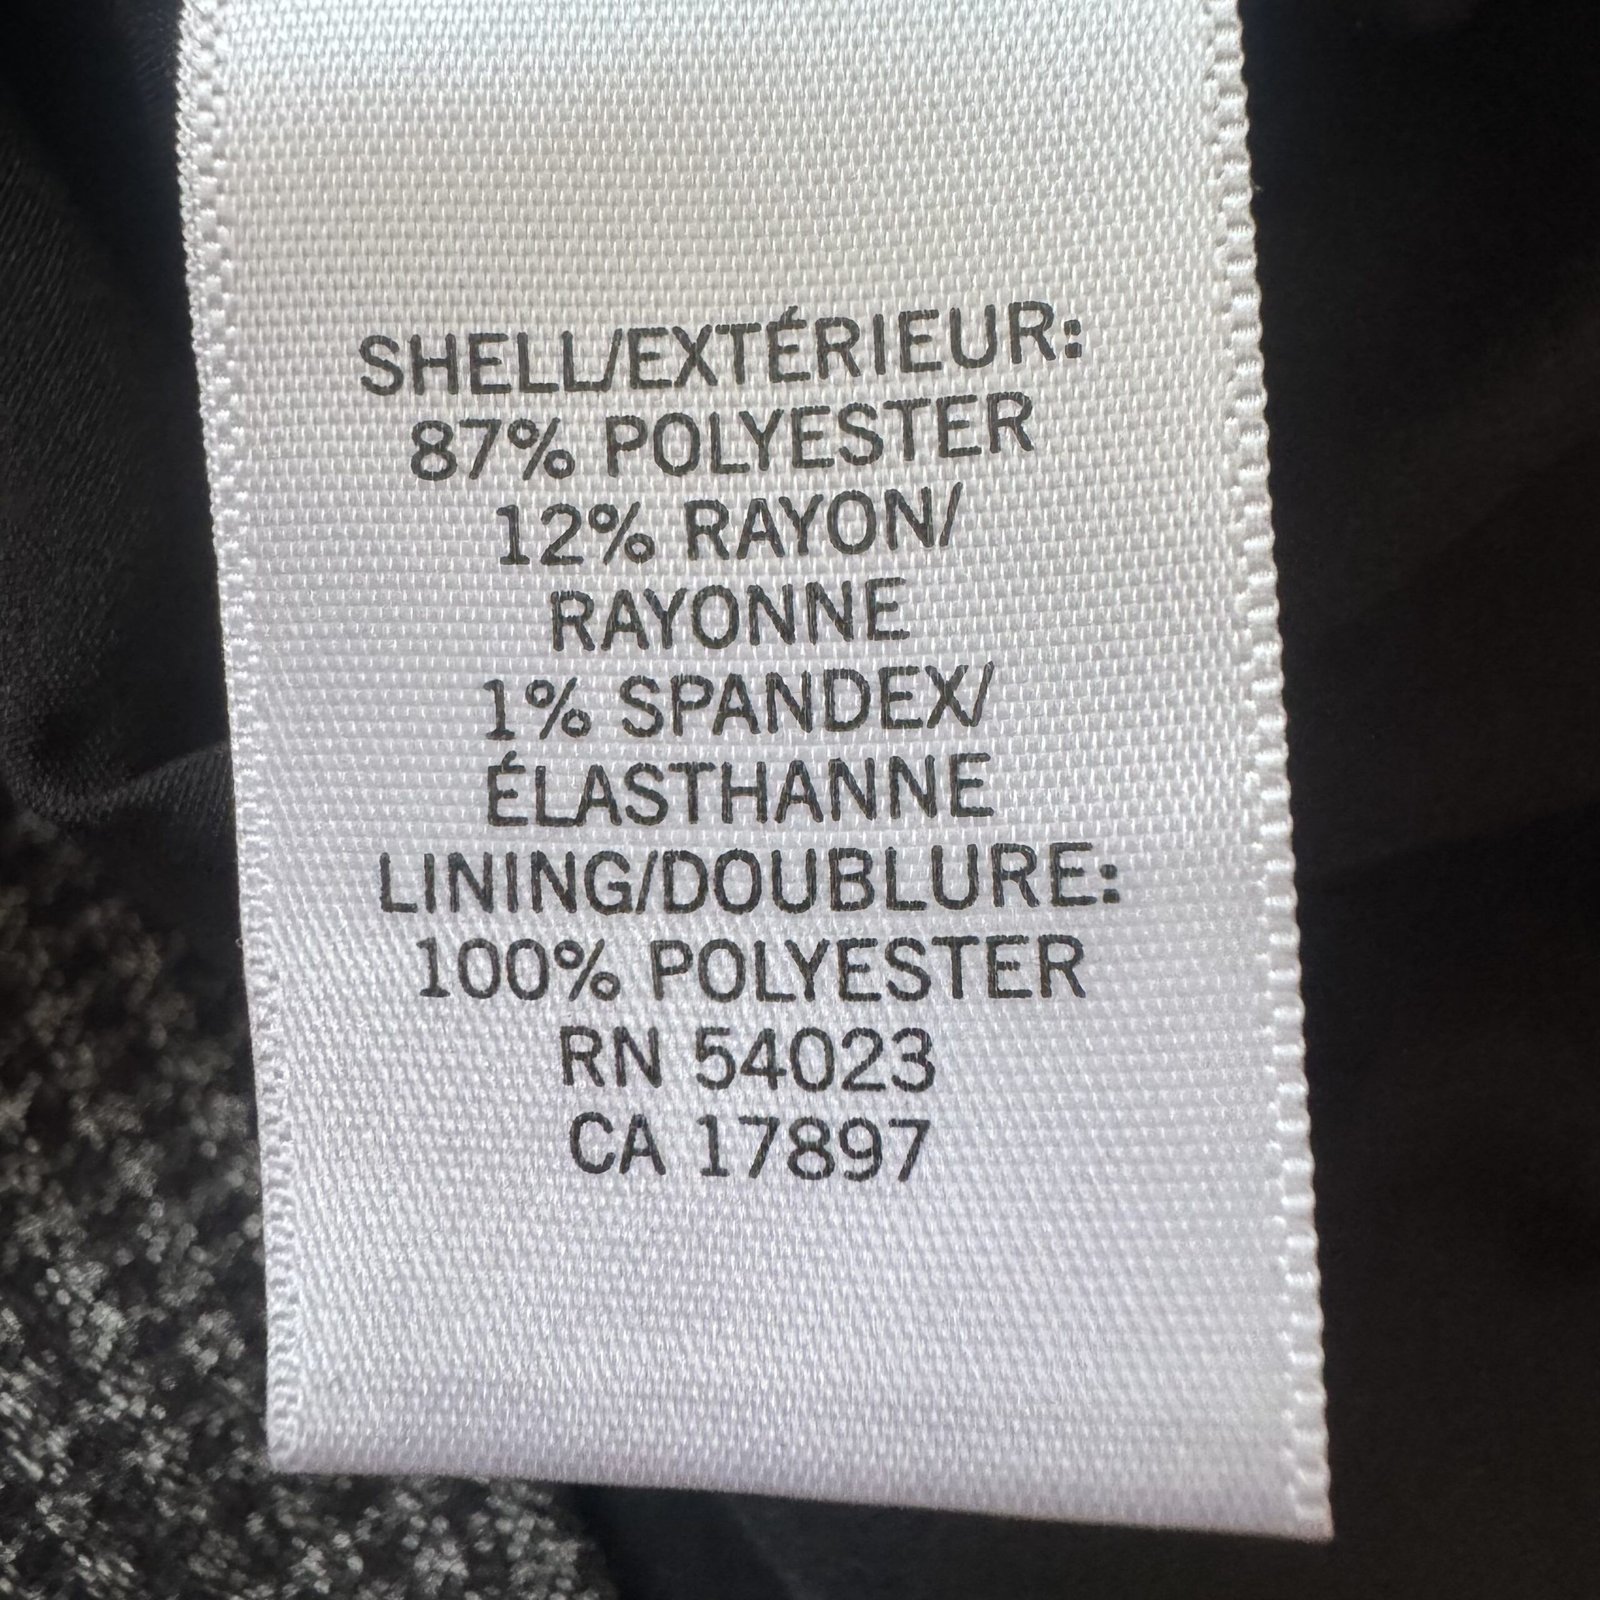 SHELL/EXTÉRIEUR:
87% POLYESTER
12% RAYON/
RAYONNE
1% SPANDEX/
ÉLASTHANNE
LINING/DOUBLURE:
100% POLYESTER
RN 54023
CA 17897